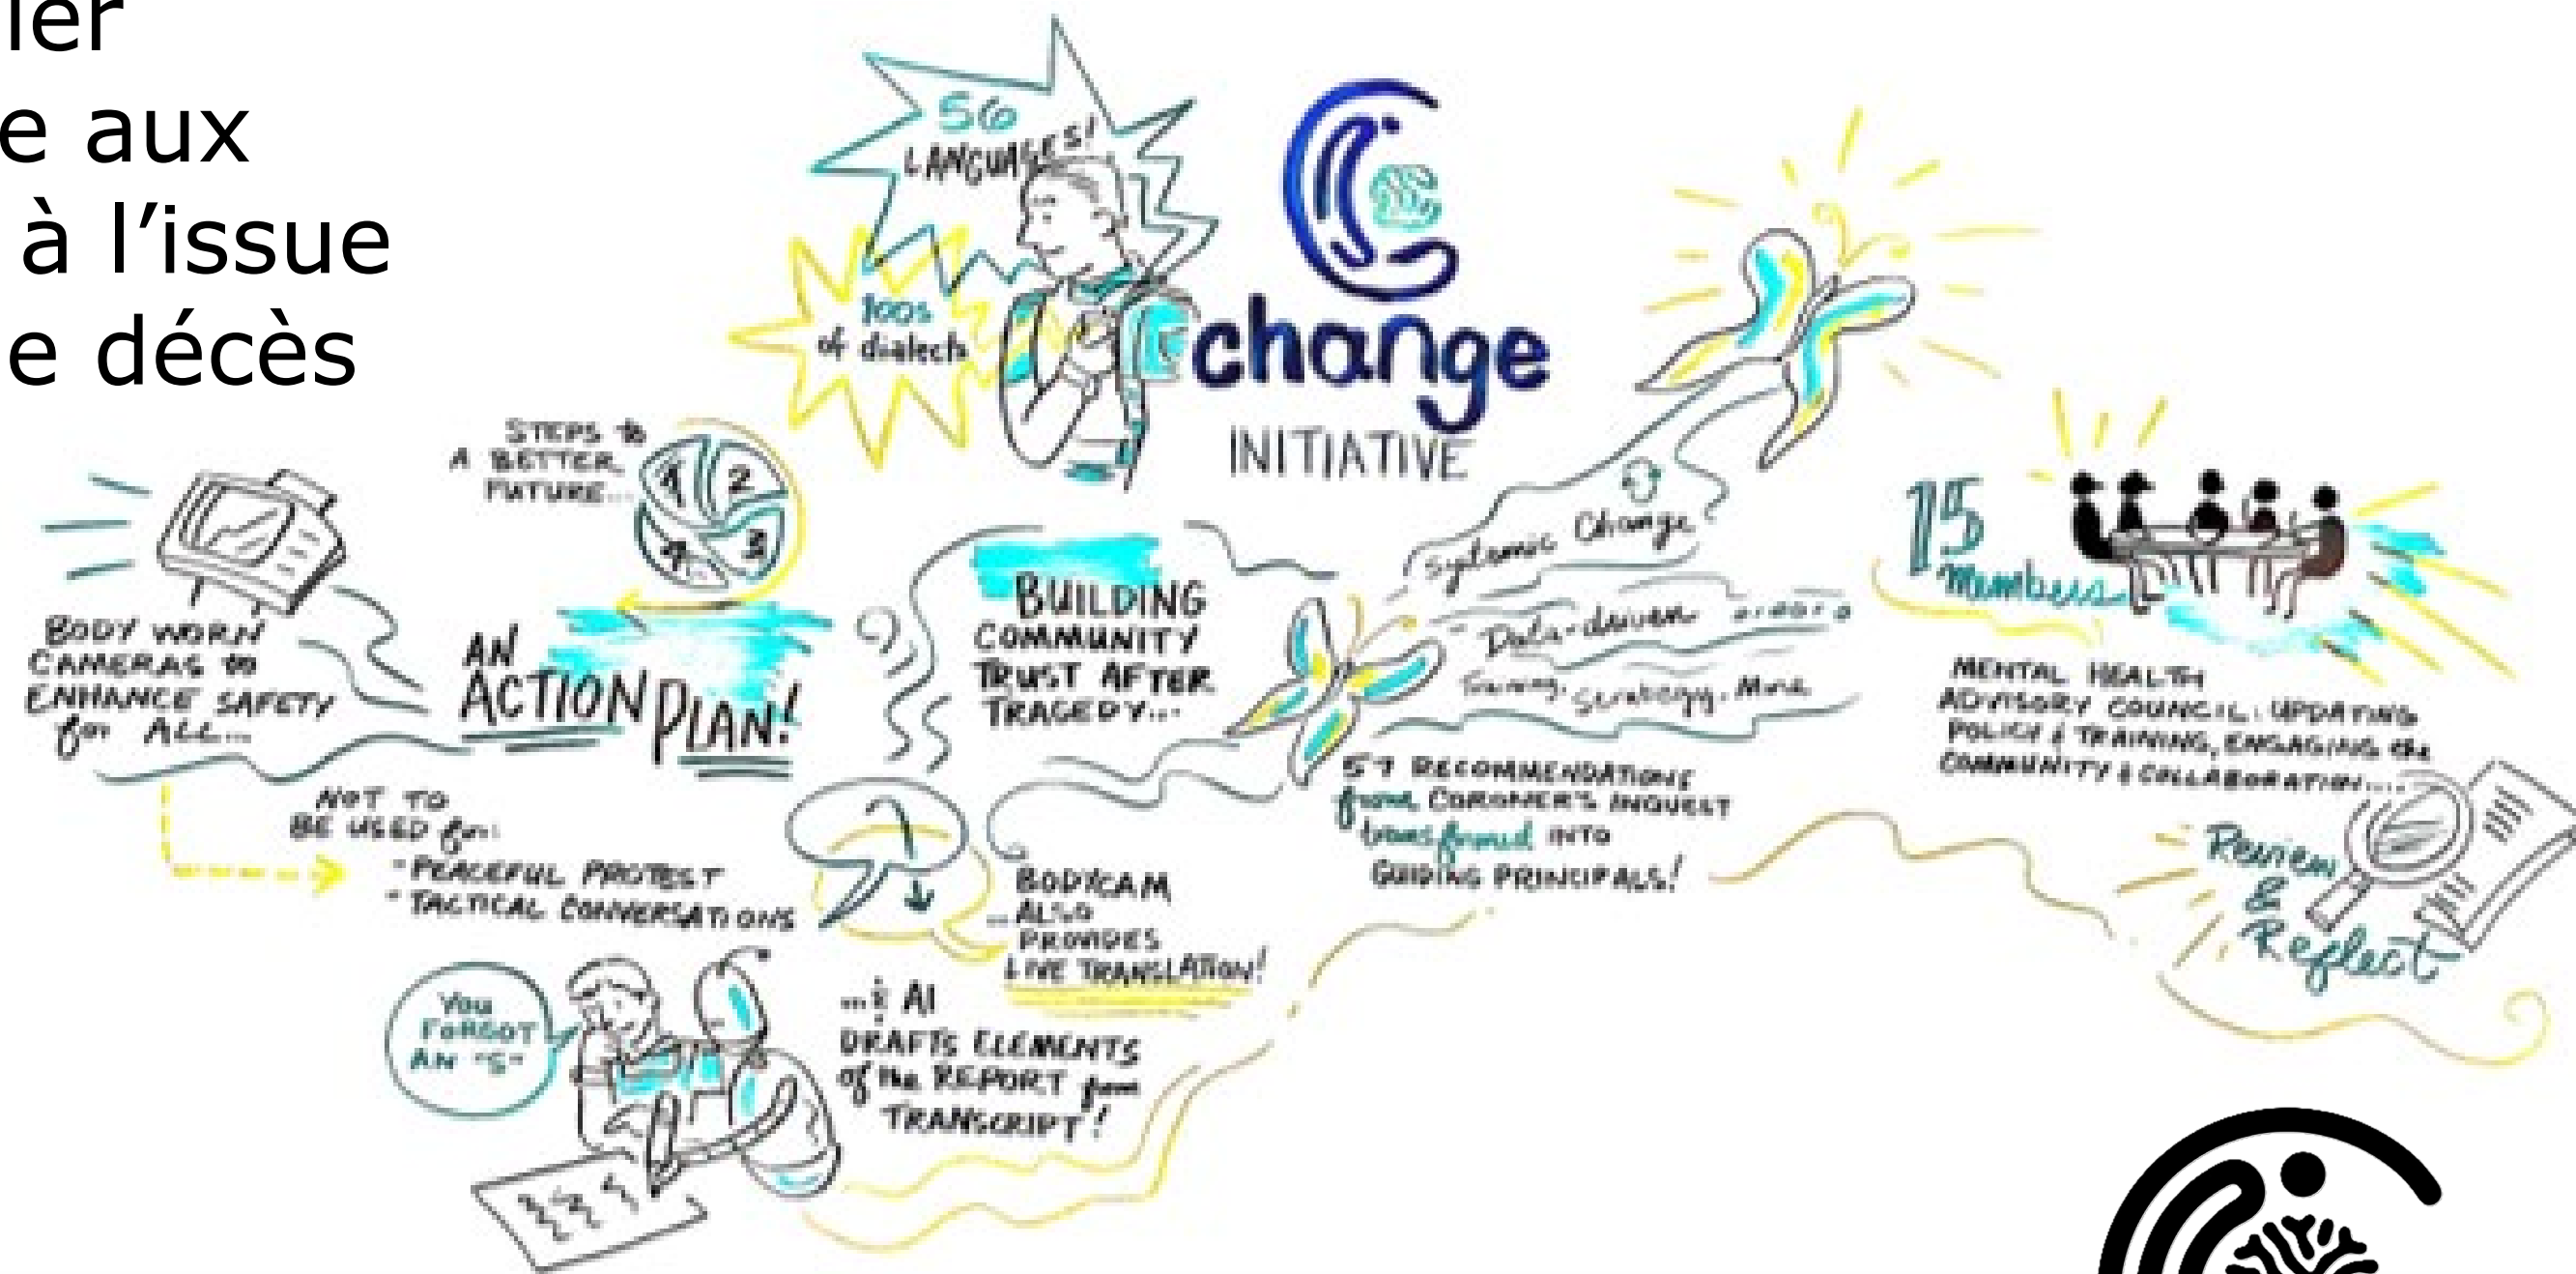 ier
e aux
à l’issue
e décès
56
LANGUAGES!
100s
of dialects
change
INITIATIVE
STEPS to
A BETTER
FUTURE...
1 2
4 3
BODY WORN
CAMERAS to
ENHANCE SAFETY
for ALL...
AN
ACTION
PLAN!
NOT TO
BE USED for:
- PEACEFUL PROTEST
- TACTICAL CONVERSATIONS
BUILDING
COMMUNITY
TRUST AFTER
TRAGEDY...
Systemic Change
Data-driven
Training. Strategy. More
57 RECOMMENDATIONS
from CORONER'S INQUEST
transformed INTO
GUIDING PRINCIPALS!
BODYCAM
...ALSO
PROVIDES
LIVE TRANSLATION!
...& AI
DRAFTS ELEMENTS
of the REPORT from
TRANSCRIPT!
You
FORGOT
AN "S"
15
members
MENTAL HEALTH
ADVISORY COUNCIL: UPDATING
POLICY & TRAINING, ENGAGING the
COMMUNITY & COLLABORATION....
Review
&
Reflect